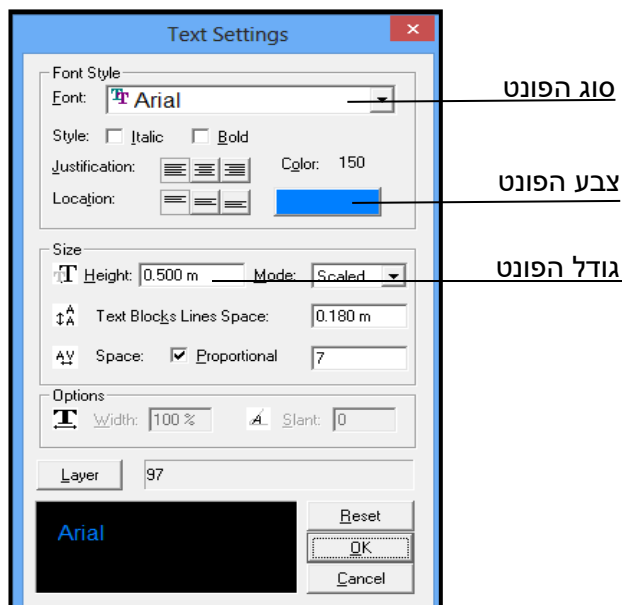 Text Settings
Font Style
Font: Arial
סוג הפונט
Style: Italic Bold
Justification: Color: 150
Location:
צבע הפונט
Size
Height: 0.500 m Mode: Scaled
גודל הפונט
Text Blocks Lines Space: 0.180 m
Space: Proportional 7
Options
Width: 100 % Slant: 0
Layer 97
Arial
Reset
OK
Cancel